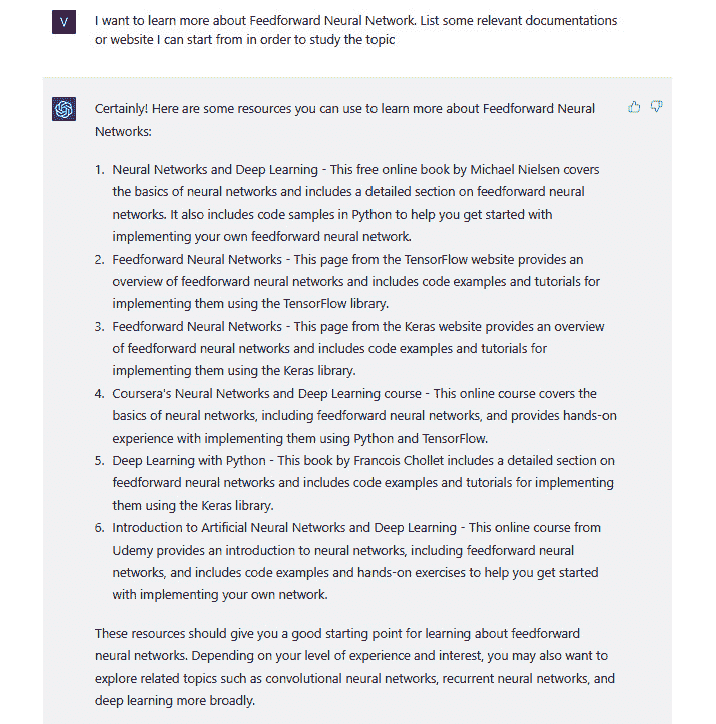 V
I want to learn more about Feedforward Neural Network. List some relevant documentations
or website I can start from in order to study the topic
Certainly! Here are some resources you can use to learn more about Feedforward Neural
Networks:
1. Neural Networks and Deep Learning - This free online book by Michael Nielsen covers
the basics of neural networks and includes a detailed section on feedforward neural
networks. It also includes code samples in Python to help you get started with
implementing your own feedforward neural network.
2. Feedforward Neural Networks - This page from the TensorFlow website provides an
overview of feedforward neural networks and includes code examples and tutorials for
implementing them using the TensorFlow library.
3. Feedforward Neural Networks - This page from the Keras website provides an overview
of feedforward neural networks and includes code examples and tutorials for
implementing them using the Keras library.
4. Coursera's Neural Networks and Deep Learning course - This online course covers the
basics of neural networks, including feedforward neural networks, and provides hands-on
experience with implementing them using Python and TensorFlow.
5. Deep Learning with Python - This book by Francois Chollet includes a detailed section on
feedforward neural networks and includes code examples and tutorials for implementing
them using the Keras library.
6. Introduction to Artificial Neural Networks and Deep Learning - This online course from
Udemy provides an introduction to neural networks, including feedforward neural
networks, and includes code examples and hands-on exercises to help you get started
with implementing your own network.
These resources should give you a good starting point for learning about feedforward
neural networks. Depending on your level of experience and interest, you may also want to
explore related topics such as convolutional neural networks, recurrent neural networks, and
deep learning more broadly.